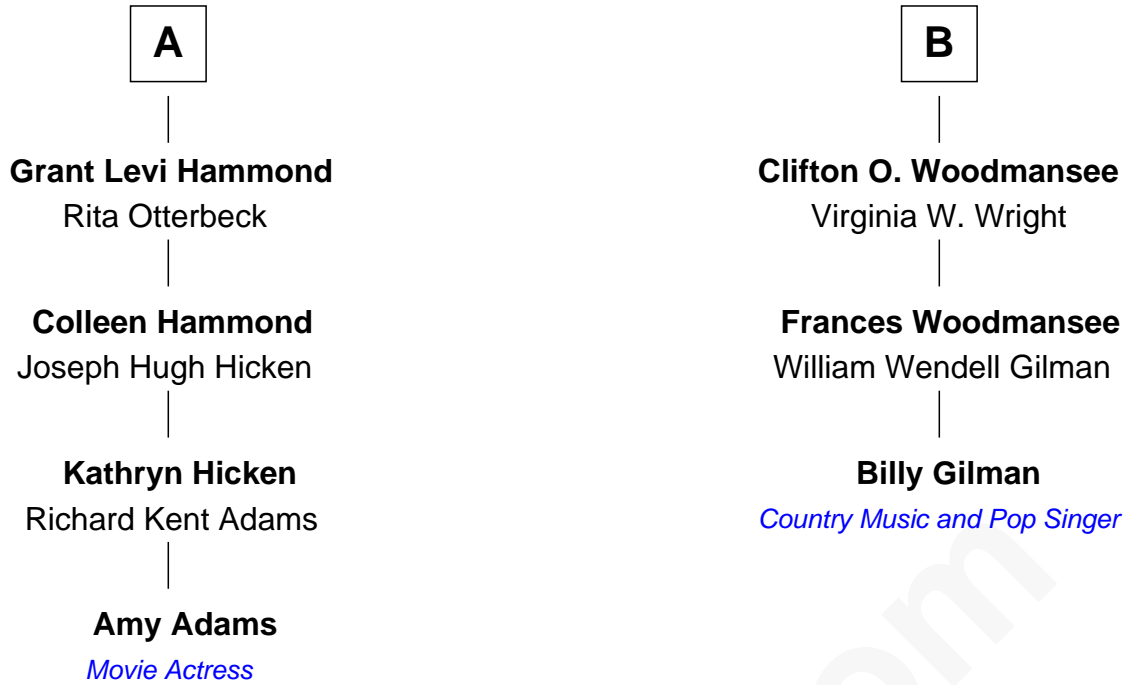 A
Grant Levi Hammond
Rita Otterbeck
Colleen Hammond
Joseph Hugh Hicken
Kathryn Hicken
Richard Kent Adams
Amy Adams
Movie Actress
B
Clifton O. Woodmansee
Virginia W. Wright
Frances Woodmansee
William Wendell Gilman
Billy Gilman
Country Music and Pop Singer
om